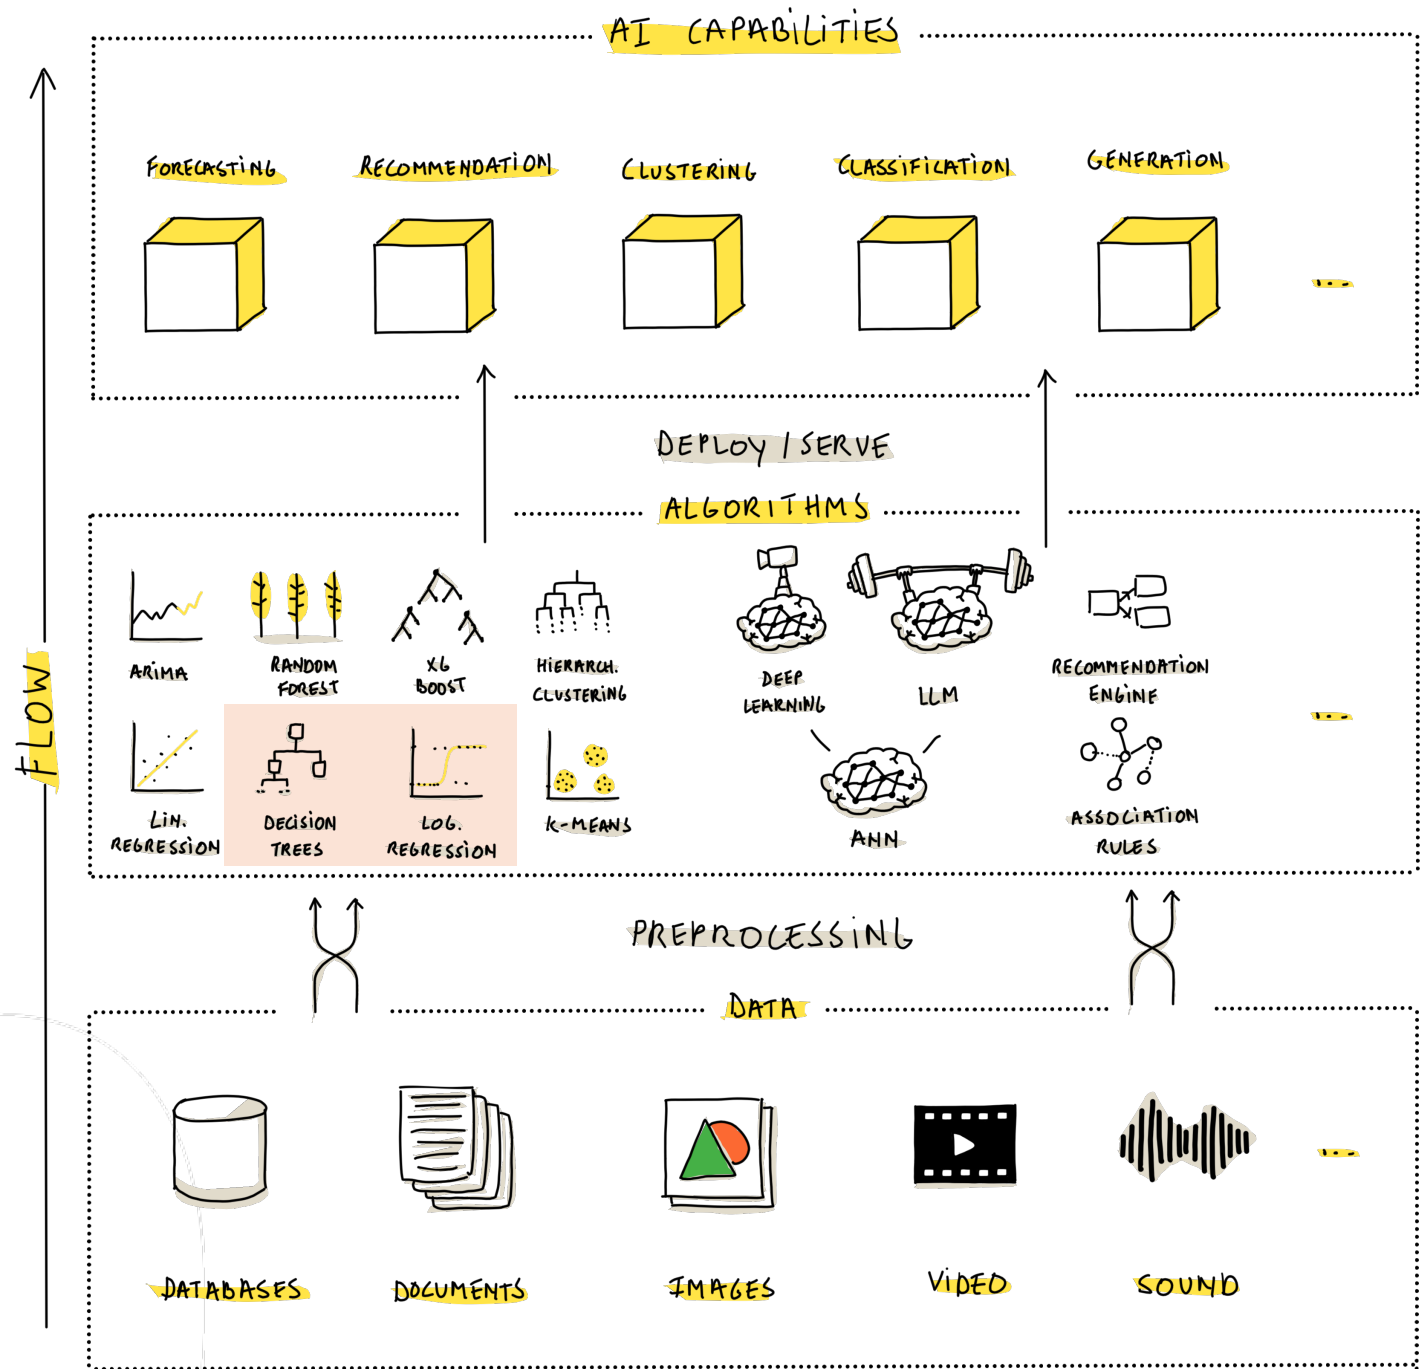 AI CAPABILITIES
FORECASTING
RECOMMENDATION
CLUSTERING
CLASSIFICATION
GENERATION
DEPLOY / SERVE
ALGORITHMS
FLOW
ARIMA
RANDOM
FOREST
XG
BOOST
HIERARCH.
CLUSTERING
DEEP
LEARNING
LLM
RECOMMENDATION
ENGINE
LIN.
REGRESSION
DECISION
TREES
LOG.
REGRESSION
K-MEANS
ANN
ASSOCIATION
RULES
PREPROCESSING
DATA
DATABASES
DOCUMENTS
IMAGES
VIDEO
SOUND